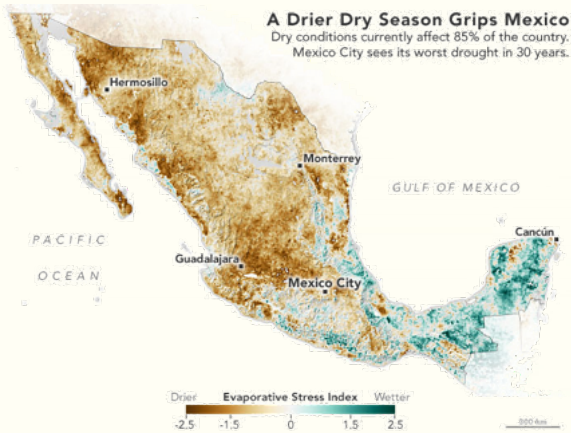 A Drier Dry Season Grips Mexico
Dry conditions currently affect 85% of the country.
Mexico City sees its worst drought in 30 years.
Hermosillo
Monterrey
GULF OF MEXICO
PACIFIC
OCEAN
Cancún
Guadalajara
Mexico City
Drier Evaporative Stress Index Wetter
-2.5 -1.5 0 1.5 2.5